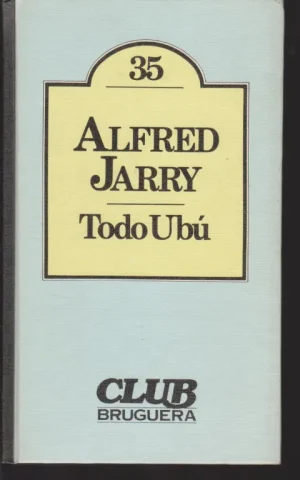 35
ALFRED
JARRY
Todo Ubú
CLUB
BRUGUERA